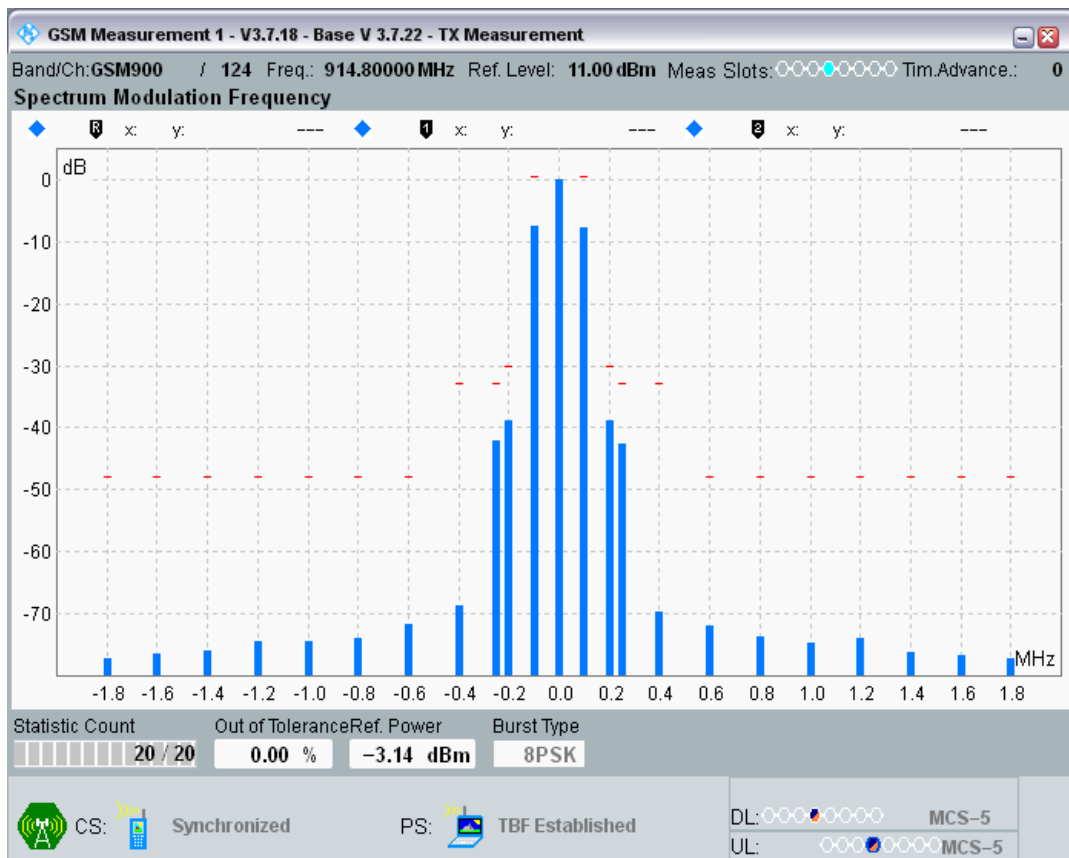 GSM Measurement 1 - V3.7.18 - Base V 3.7.22 - TX Measurement
Band/Ch:GSM900 / 124 Freq.: 914.80000 MHz Ref. Level: 11.00 dBm Meas Slots: Tim.Advance.: 0
Spectrum Modulation Frequency
R x: y: --- 1 x: y: --- 2 x: y: ---
dB
0
-10
-20
-30
-40
-50
-60
-70
MHz
-1.8 -1.6 -1.4 -1.2 -1.0 -0.8 -0.6 -0.4 -0.2 0.0 0.2 0.4 0.6 0.8 1.0 1.2 1.4 1.6 1.8
Statistic Count Out of Tolerance Ref. Power Burst Type
20 / 20 0.00 % -3.14 dBm 8PSK
CS: Synchronized PS: TBF Established
DL: MCS-5
UL: MCS-5